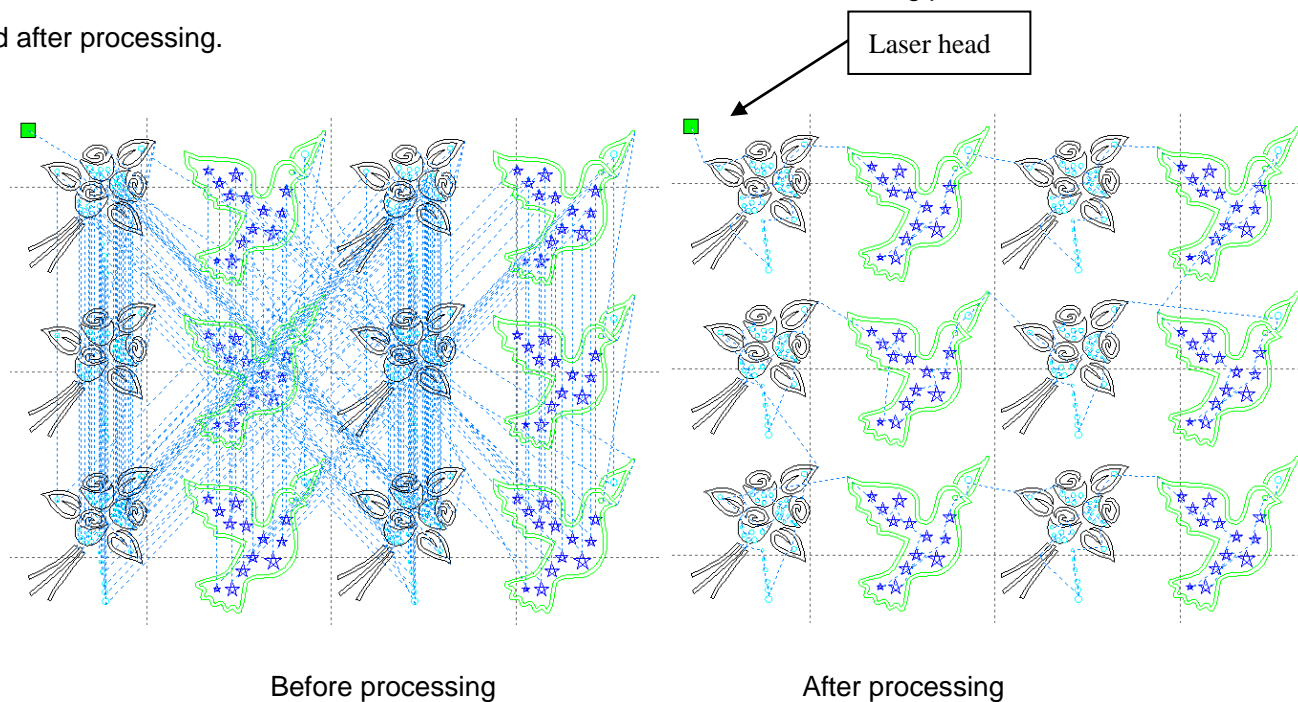 d after processing.
Laser head
Before processing
After processing